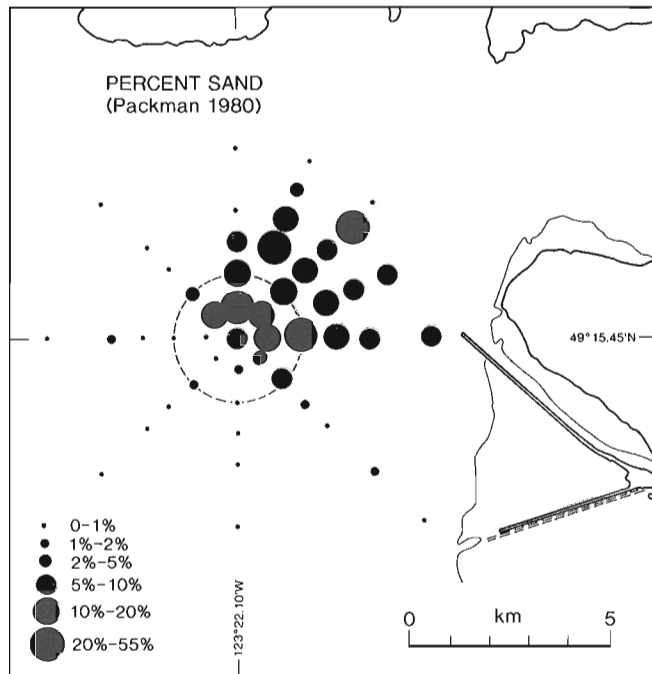 PERCENT SAND
(Packman 1980)
49° 15.45'N
0-1%
1%-2%
2%-5%
5%-10%
10%-20%
20%-55%
123°22.10'W
0 km 5